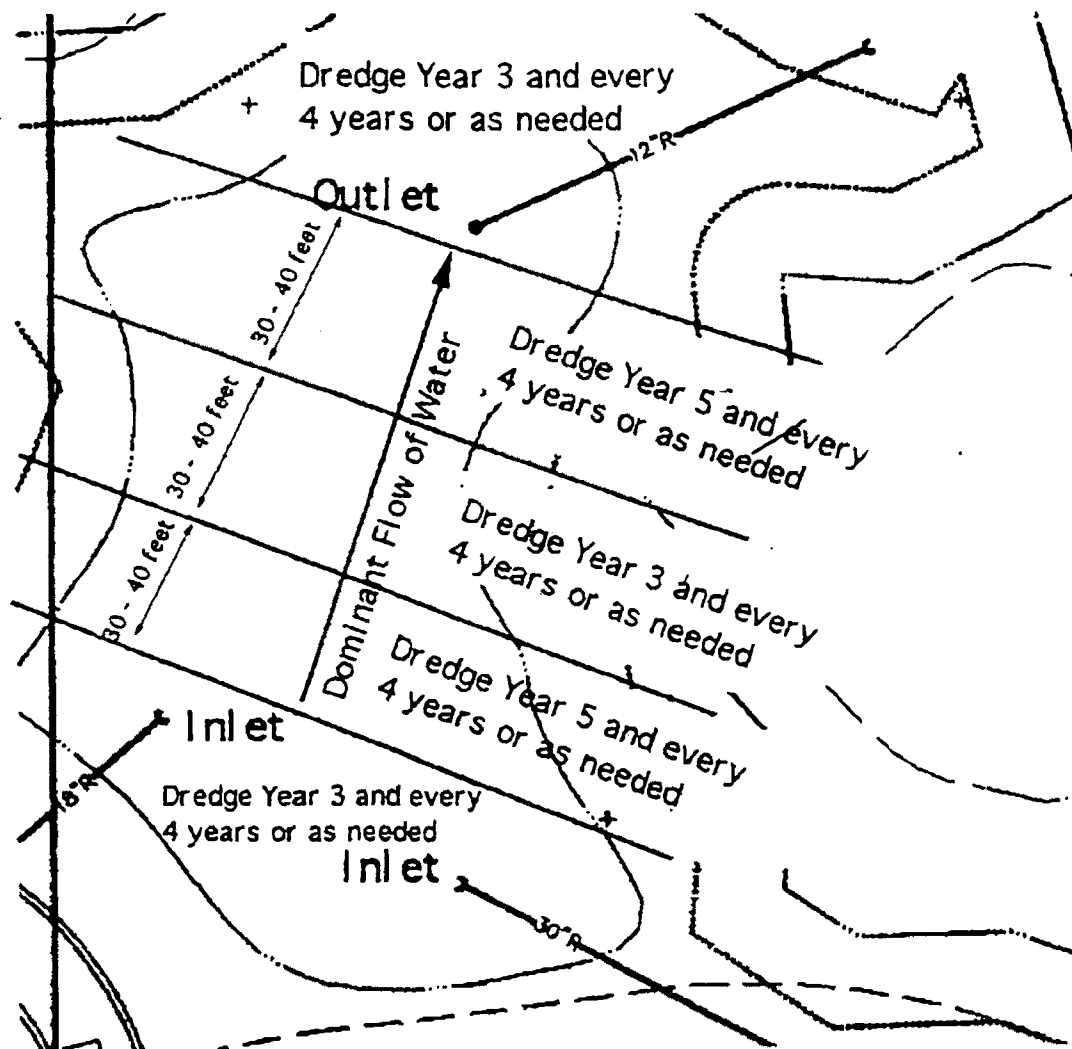 Dredge Year 3 and every
4 years or as needed
12"R
Outlet
30 - 40 feet
Dredge Year 5 and every
4 years or as needed
30 - 40 feet
Dominant Flow of Water
Dredge Year 3 and every
4 years or as needed
30 - 40 feet
Dredge Year 5 and every
4 years or as needed
Inlet
18"R
Dredge Year 3 and every
4 years or as needed
Inlet
30"R